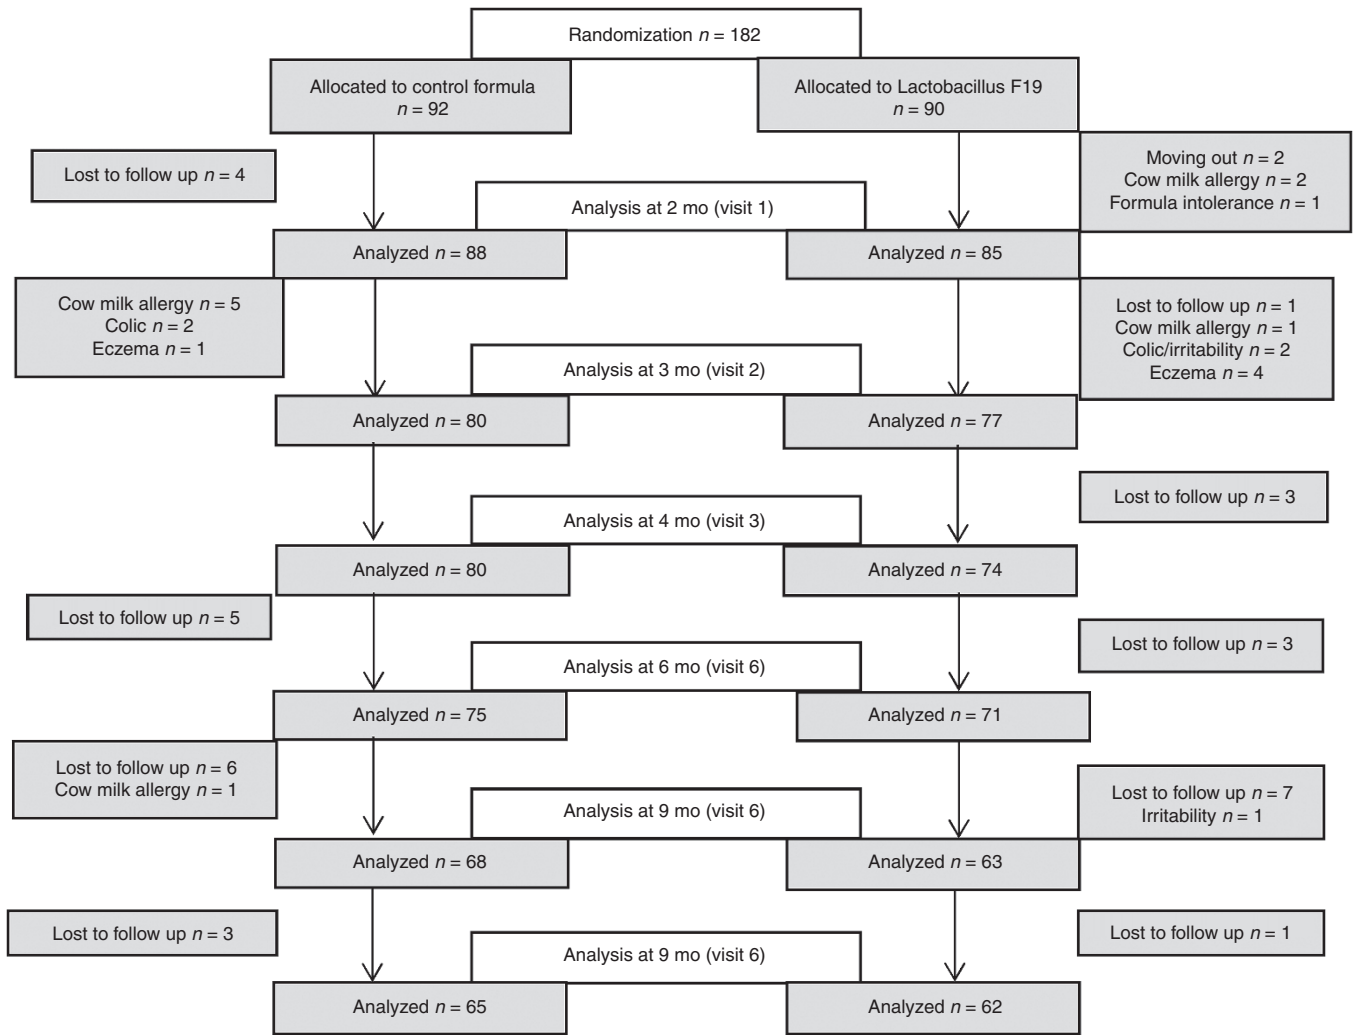 Randomization n = 182
Allocated to control formula
n = 92
Allocated to Lactobacillus F19
n = 90
Lost to follow up n = 4
Moving out n = 2
Cow milk allergy n = 2
Formula intolerance n = 1
Analysis at 2 mo (visit 1)
Analyzed n = 88
Analyzed n = 85
Cow milk allergy n = 5
Colic n = 2
Eczema n = 1
Lost to follow up n = 1
Cow milk allergy n = 1
Colic/irritability n = 2
Eczema n = 4
Analysis at 3 mo (visit 2)
Analyzed n = 80
Analyzed n = 77
Lost to follow up n = 3
Analysis at 4 mo (visit 3)
Analyzed n = 80
Analyzed n = 74
Lost to follow up n = 5
Lost to follow up n = 3
Analysis at 6 mo (visit 6)
Analyzed n = 75
Analyzed n = 71
Lost to follow up n = 6
Cow milk allergy n = 1
Lost to follow up n = 7
Irritability n = 1
Analysis at 9 mo (visit 6)
Analyzed n = 68
Analyzed n = 63
Lost to follow up n = 3
Lost to follow up n = 1
Analysis at 9 mo (visit 6)
Analyzed n = 65
Analyzed n = 62